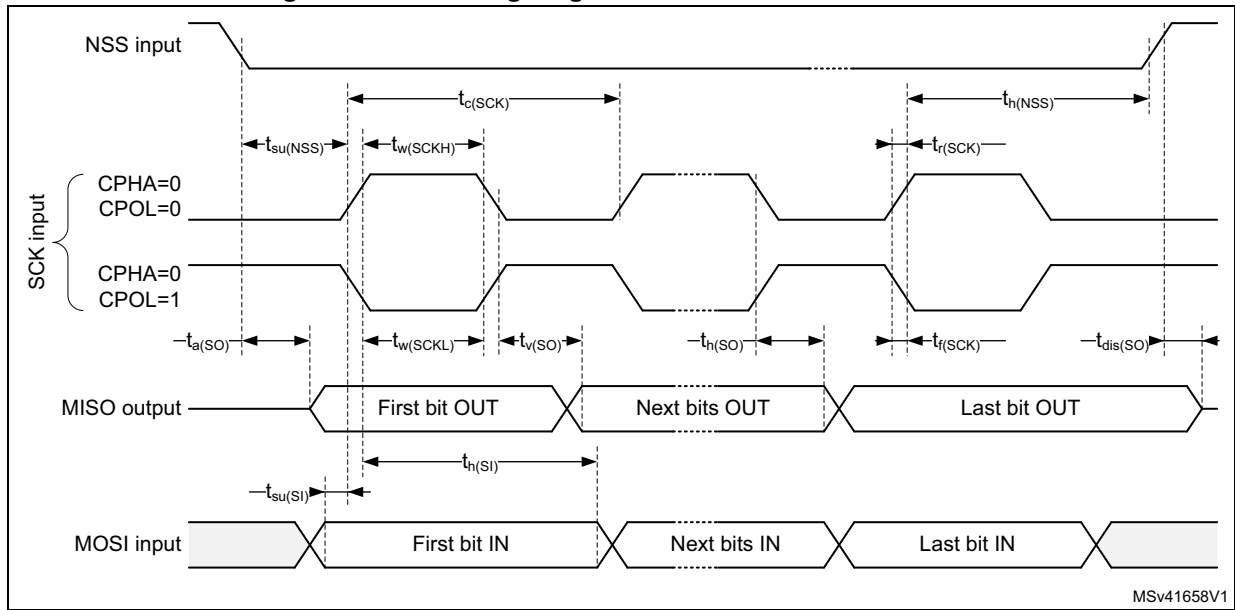 NSS input
tc(SCK)
th(NSS)
tsu(NSS)
tw(SCKH)
tr(SCK)
SCK input
CPHA=0
CPOL=0
CPHA=0
CPOL=1
ta(SO)
tw(SCKL)
tv(SO)
th(SO)
tf(SCK)
tdis(SO)
MISO output
First bit OUT
Next bits OUT
Last bit OUT
th(SI)
tsu(SI)
MOSI input
First bit IN
Next bits IN
Last bit IN
MSv41658V1